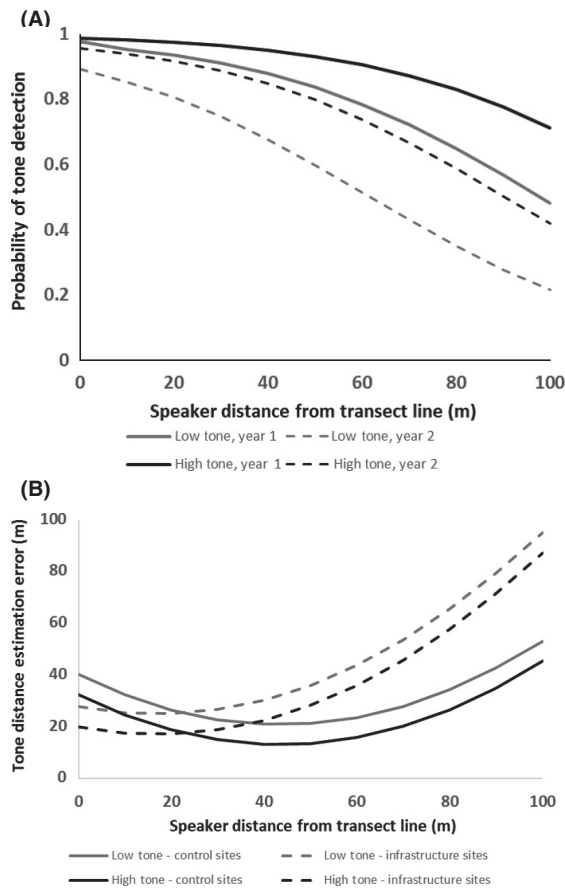 (A)
1
0.8
0.6
0.4
0.2
0
Probability of tone detection
0 20 40 60 80 100
Speaker distance from transect line (m)
Low tone, year 1 Low tone, year 2
High tone, year 1 High tone, year 2
(B)
100
80
60
40
20
0
Tone distance estimation error (m)
0 20 40 60 80 100
Speaker distance from transect line (m)
Low tone - control sites Low tone - infrastructure sites
High tone - control sites High tone - infrastructure sites